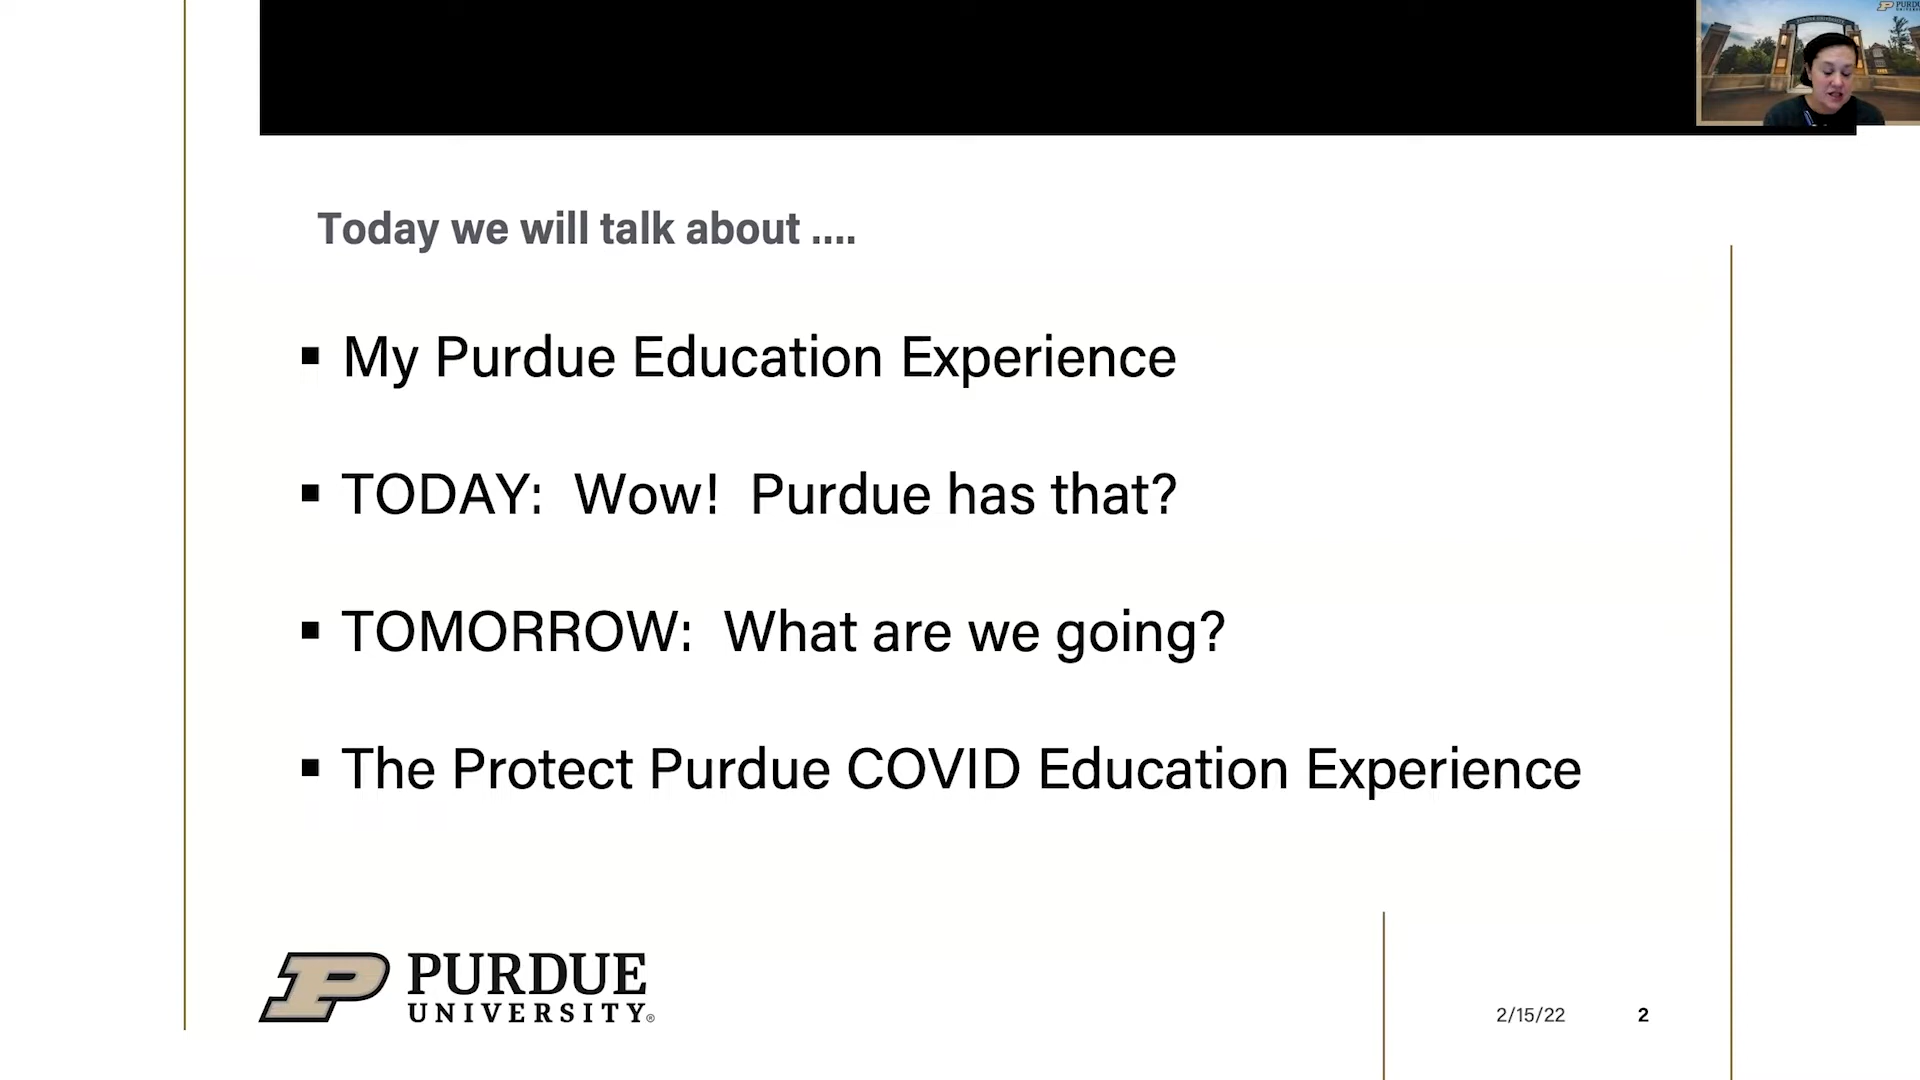 Today we will talk about ....
▪ My Purdue Education Experience
▪ TODAY:  Wow!  Purdue has that?
▪ TOMORROW:  What are we going?
▪ The Protect Purdue COVID Education Experience
PURDUE
UNIVERSITY®
2/15/22 2